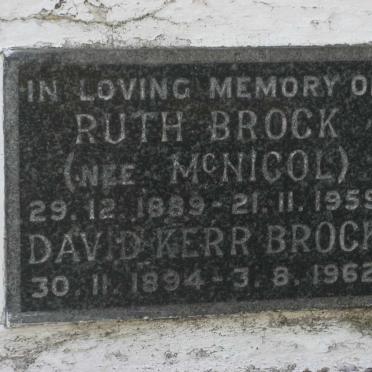 IN LOVING MEMORY OF
RUTH BROCK
(NEE McNICOL)
29.12.1889-21.11.1959
DAVID KERR BROCK
30.11.1894-3.8.1962